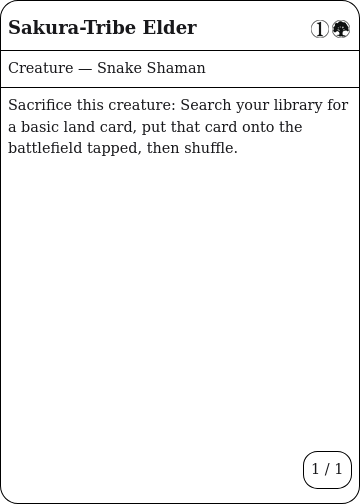 Sakura-Tribe Elder 1
Creature — Snake Shaman
Sacrifice this creature: Search your library for
a basic land card, put that card onto the
battlefield tapped, then shuffle.
1 / 1